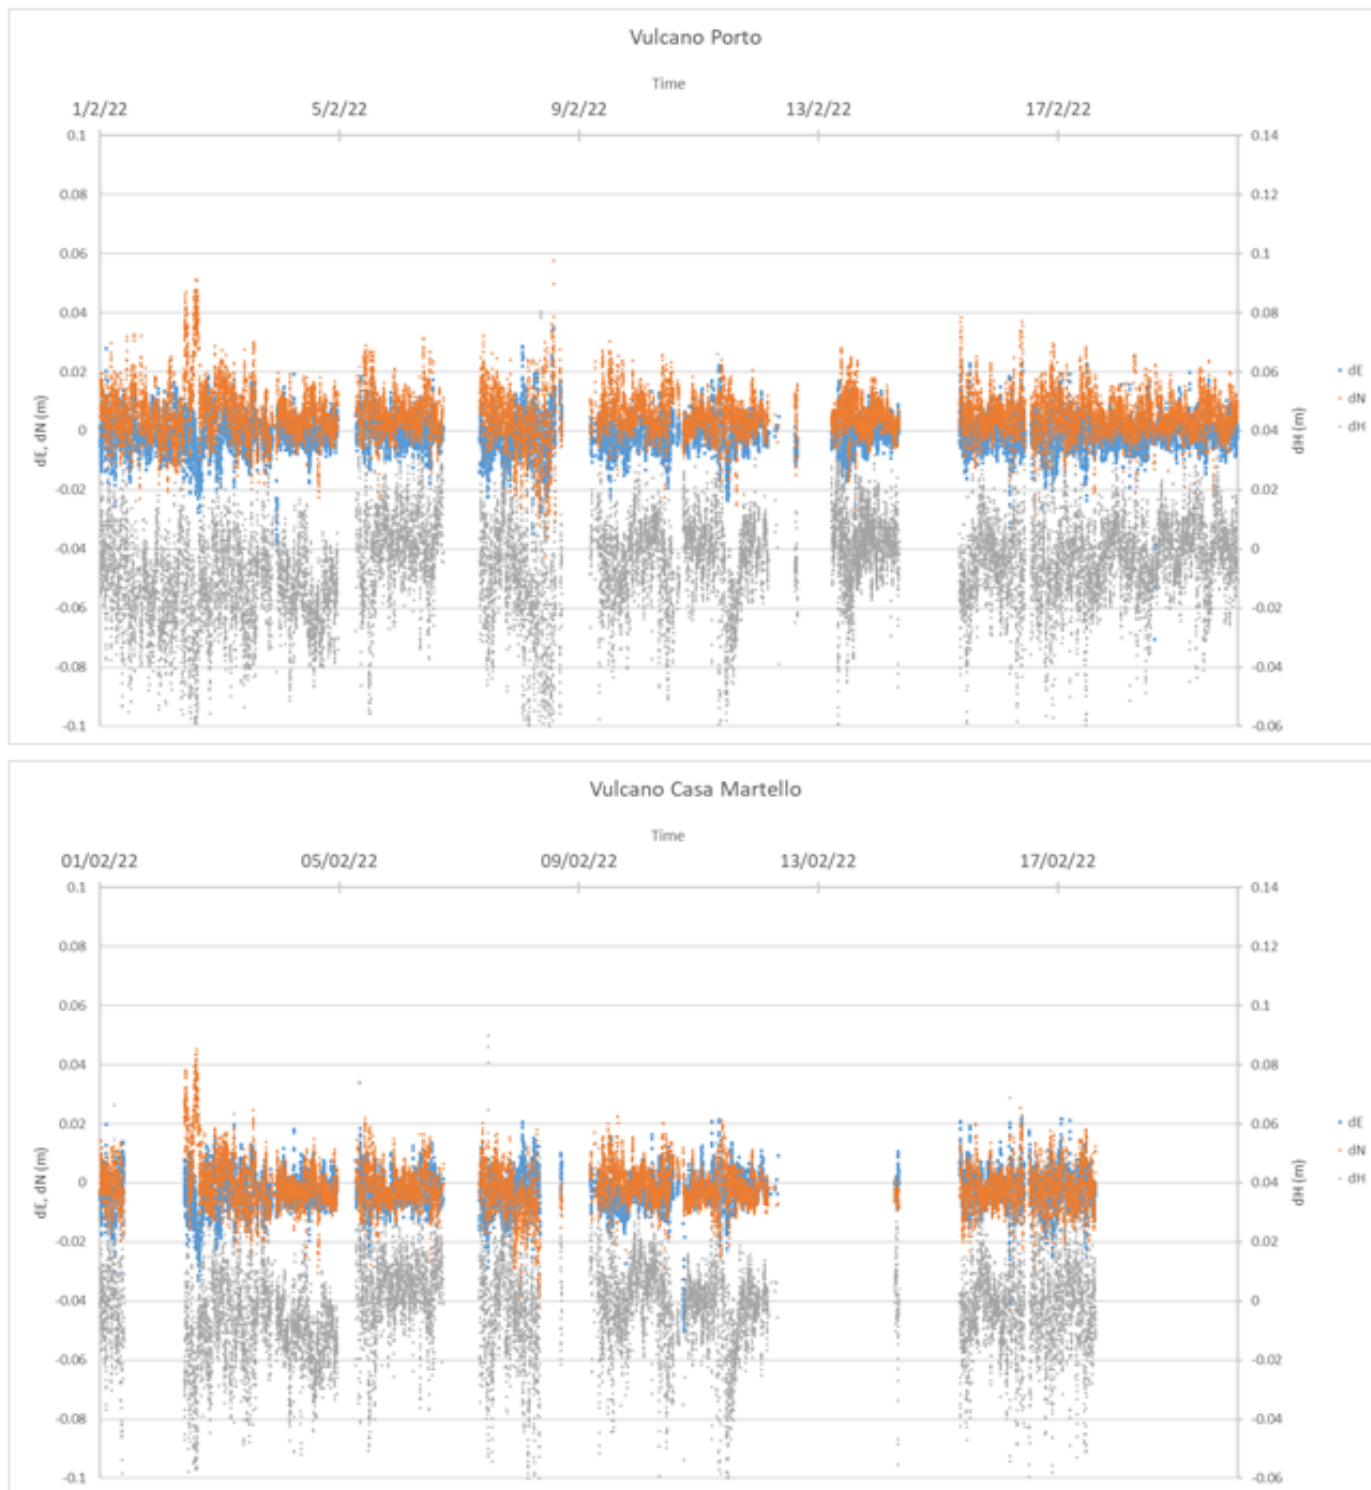 Vulcano Porto
Time
1/2/22 5/2/22 9/2/22 13/2/22 17/2/22
0.1 0.14
0.08 0.12
0.06 0.1
0.04 0.08
0.02 0.06
0 0.04
-0.02 0.02
-0.04 0
-0.06 -0.02
-0.08 -0.04
-0.1 -0.06
dE, dN (m)
dH (m)
dE
dN
dH
Vulcano Casa Martello
Time
01/02/22 05/02/22 09/02/22 13/02/22 17/02/22
0.1 0.14
0.08 0.12
0.06 0.1
0.04 0.08
0.02 0.06
0 0.04
-0.02 0.02
-0.04 0
-0.06 -0.02
-0.08 -0.04
-0.1 -0.06
dE, dN (m)
dH (m)
dE
dN
dH